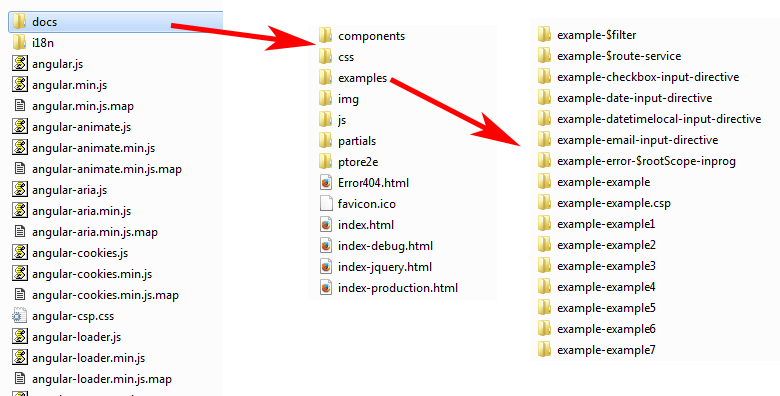 docs
i18n
angular.js
angular.min.js
angular.min.js.map
angular-animate.js
angular-animate.min.js
angular-animate.min.js.map
angular-aria.js
angular-aria.min.js
angular-aria.min.js.map
angular-cookies.js
angular-cookies.min.js
angular-cookies.min.js.map
angular-csp.css
angular-loader.js
angular-loader.min.js
angular-loader.min.js.map
components
css
examples
img
js
partials
ptore2e
Error404.html
favicon.ico
index.html
index-debug.html
index-jquery.html
index-production.html
example-$filter
example-$route-service
example-checkbox-input-directive
example-date-input-directive
example-datetimelocal-input-directive
example-email-input-directive
example-error-$rootScope-inprog
example-example
example-example.csp
example-example1
example-example2
example-example3
example-example4
example-example5
example-example6
example-example7